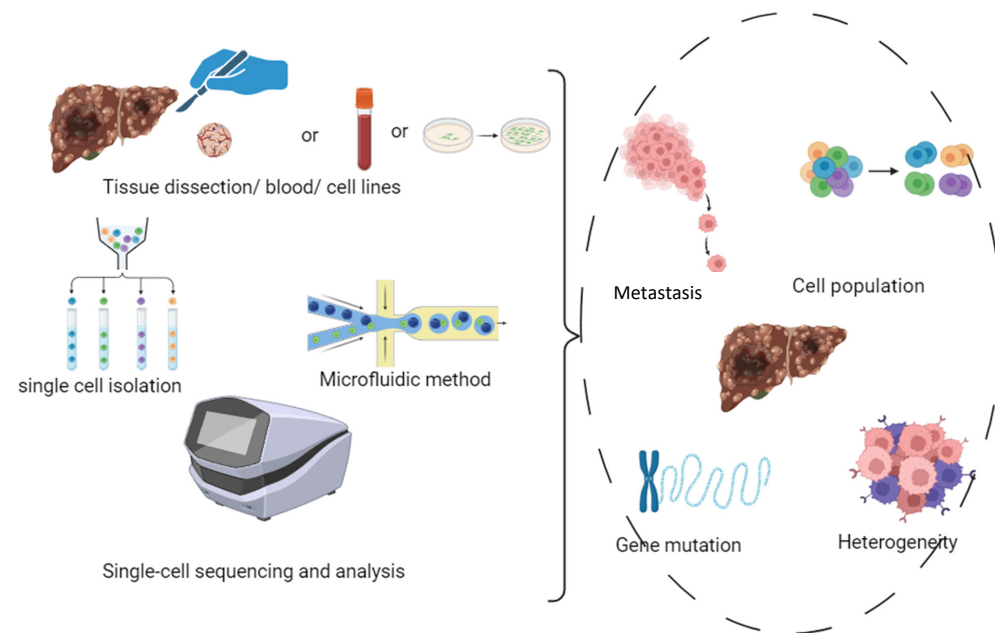 or
or
Tissue dissection/ blood/ cell lines
single cell isolation
Microfluidic method
Single-cell sequencing and analysis
Metastasis
Cell population
Gene mutation
Heterogeneity